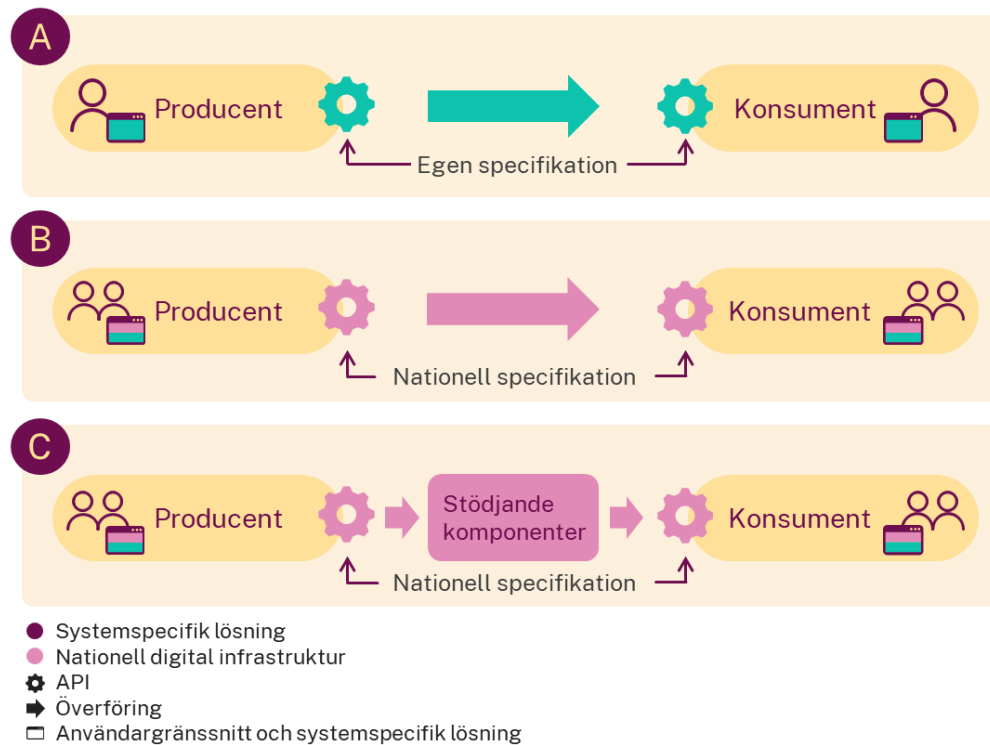 A
Producent
Konsument
Egen specifikation
B
Producent
Konsument
Nationell specifikation
C
Producent
Stödjande
komponenter
Konsument
Nationell specifikation
Systemspecifik lösning
Nationell digital infrastruktur
API
Överföring
Användargränssnitt och systemspecifik lösning